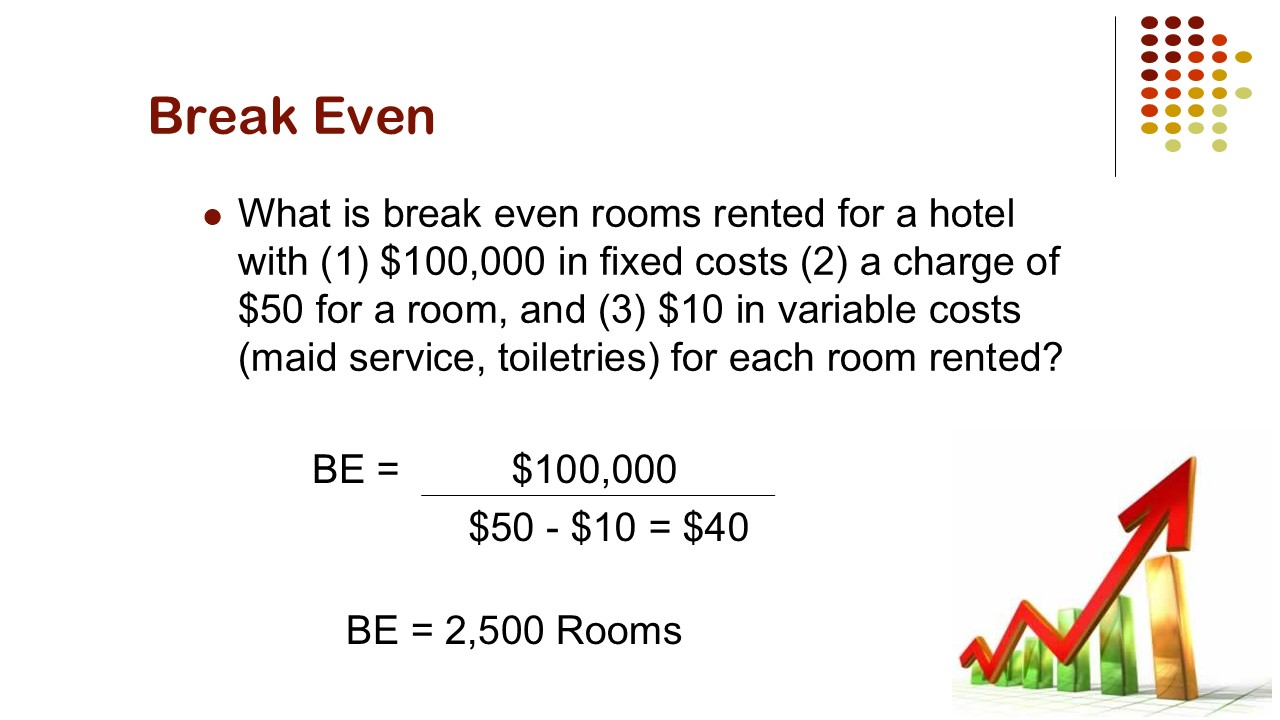 Break Even
What is break even rooms rented for a hotel
with (1) $100,000 in fixed costs (2) a charge of
$50 for a room, and (3) $10 in variable costs
(maid service, toiletries) for each room rented?
BE = $100,000
$50 - $10 = $40
BE = 2,500 Rooms